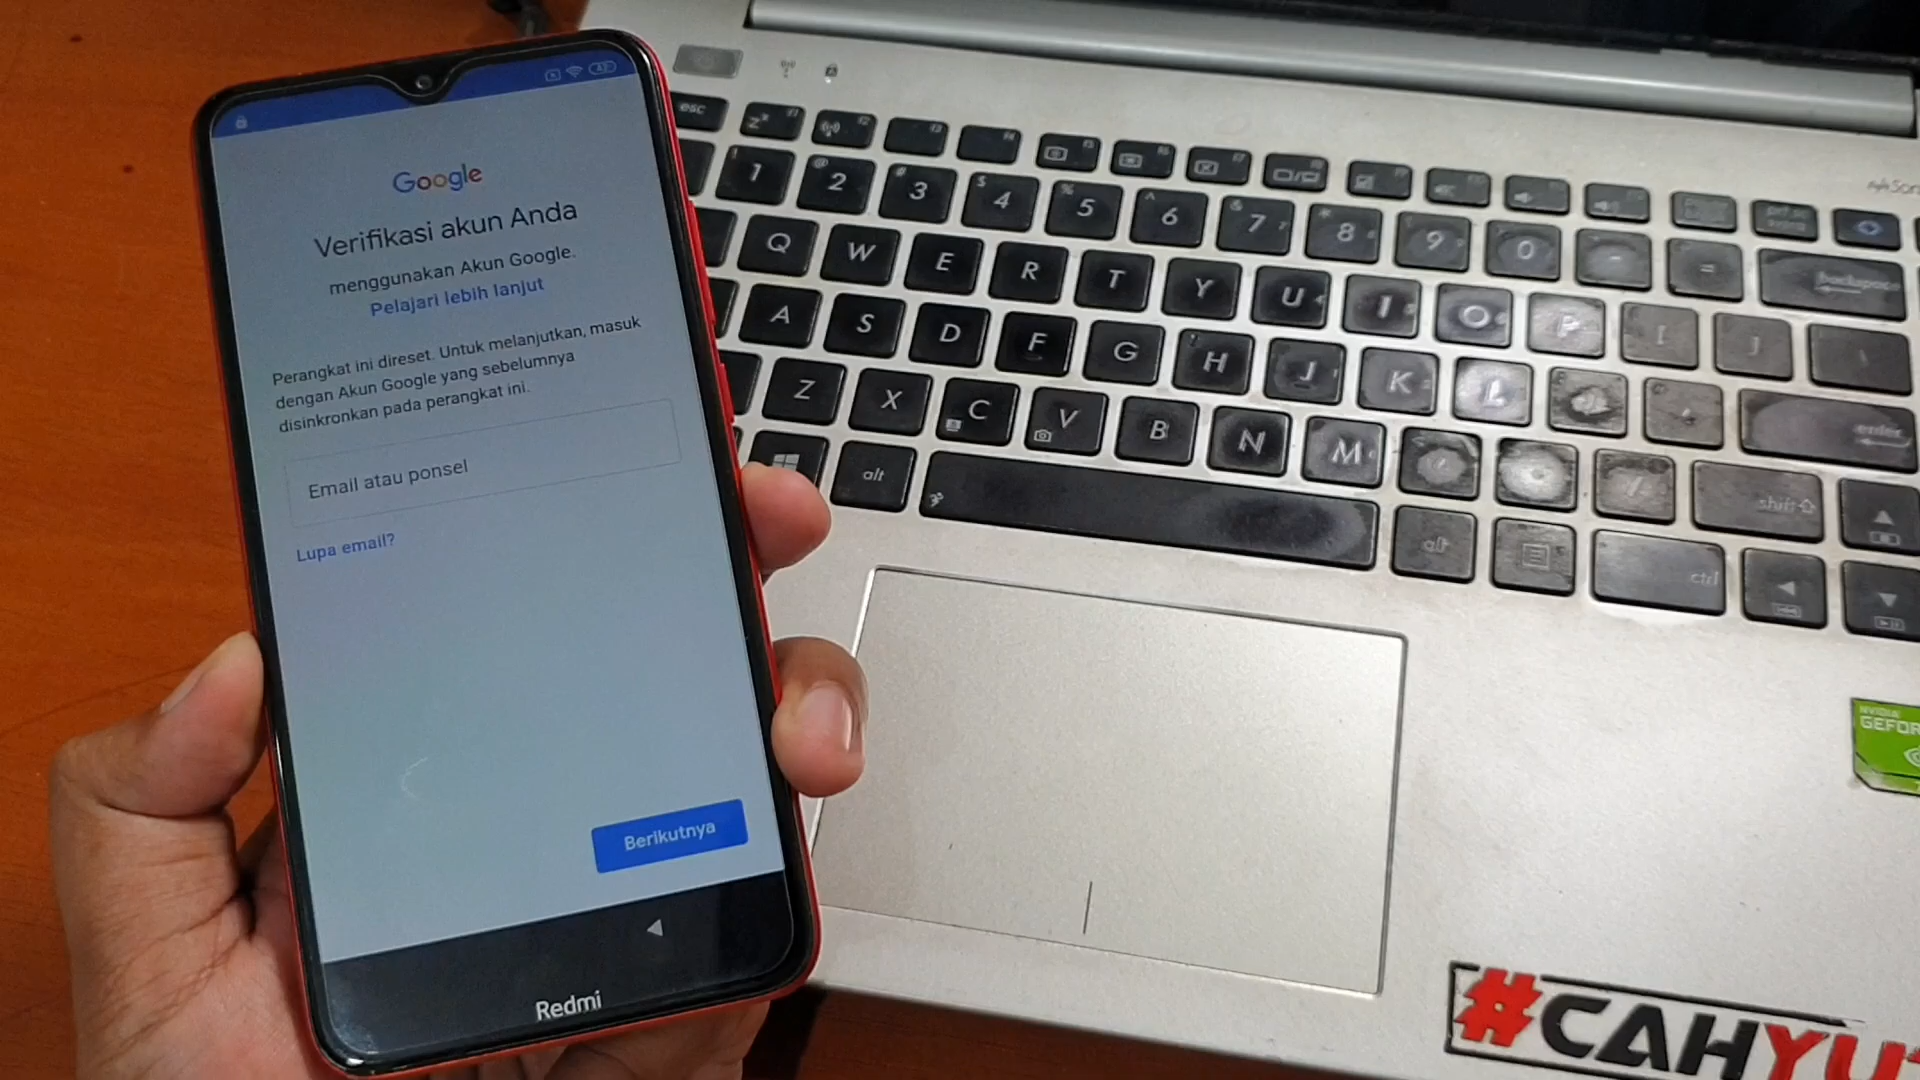 Google
Verifikasi akun Anda
menggunakan Akun Google.
Pelajari lebih lanjut
Perangkat ini direset. Untuk melanjutkan, masuk
dengan Akun Google yang sebelumnya
disinkronkan pada perangkat ini.
Email atau ponsel
Lupa email?
Berikutnya
Redmi
esc
1 2 3 4 5 6 7 8 9 0 - =
backspace
Q W E R T Y U I O P [ ]
A S D F G H J K L
enter
Z X C V B N M
shift
alt
alt
ctrl
NVIDIA
GEFOR
#CAHYU